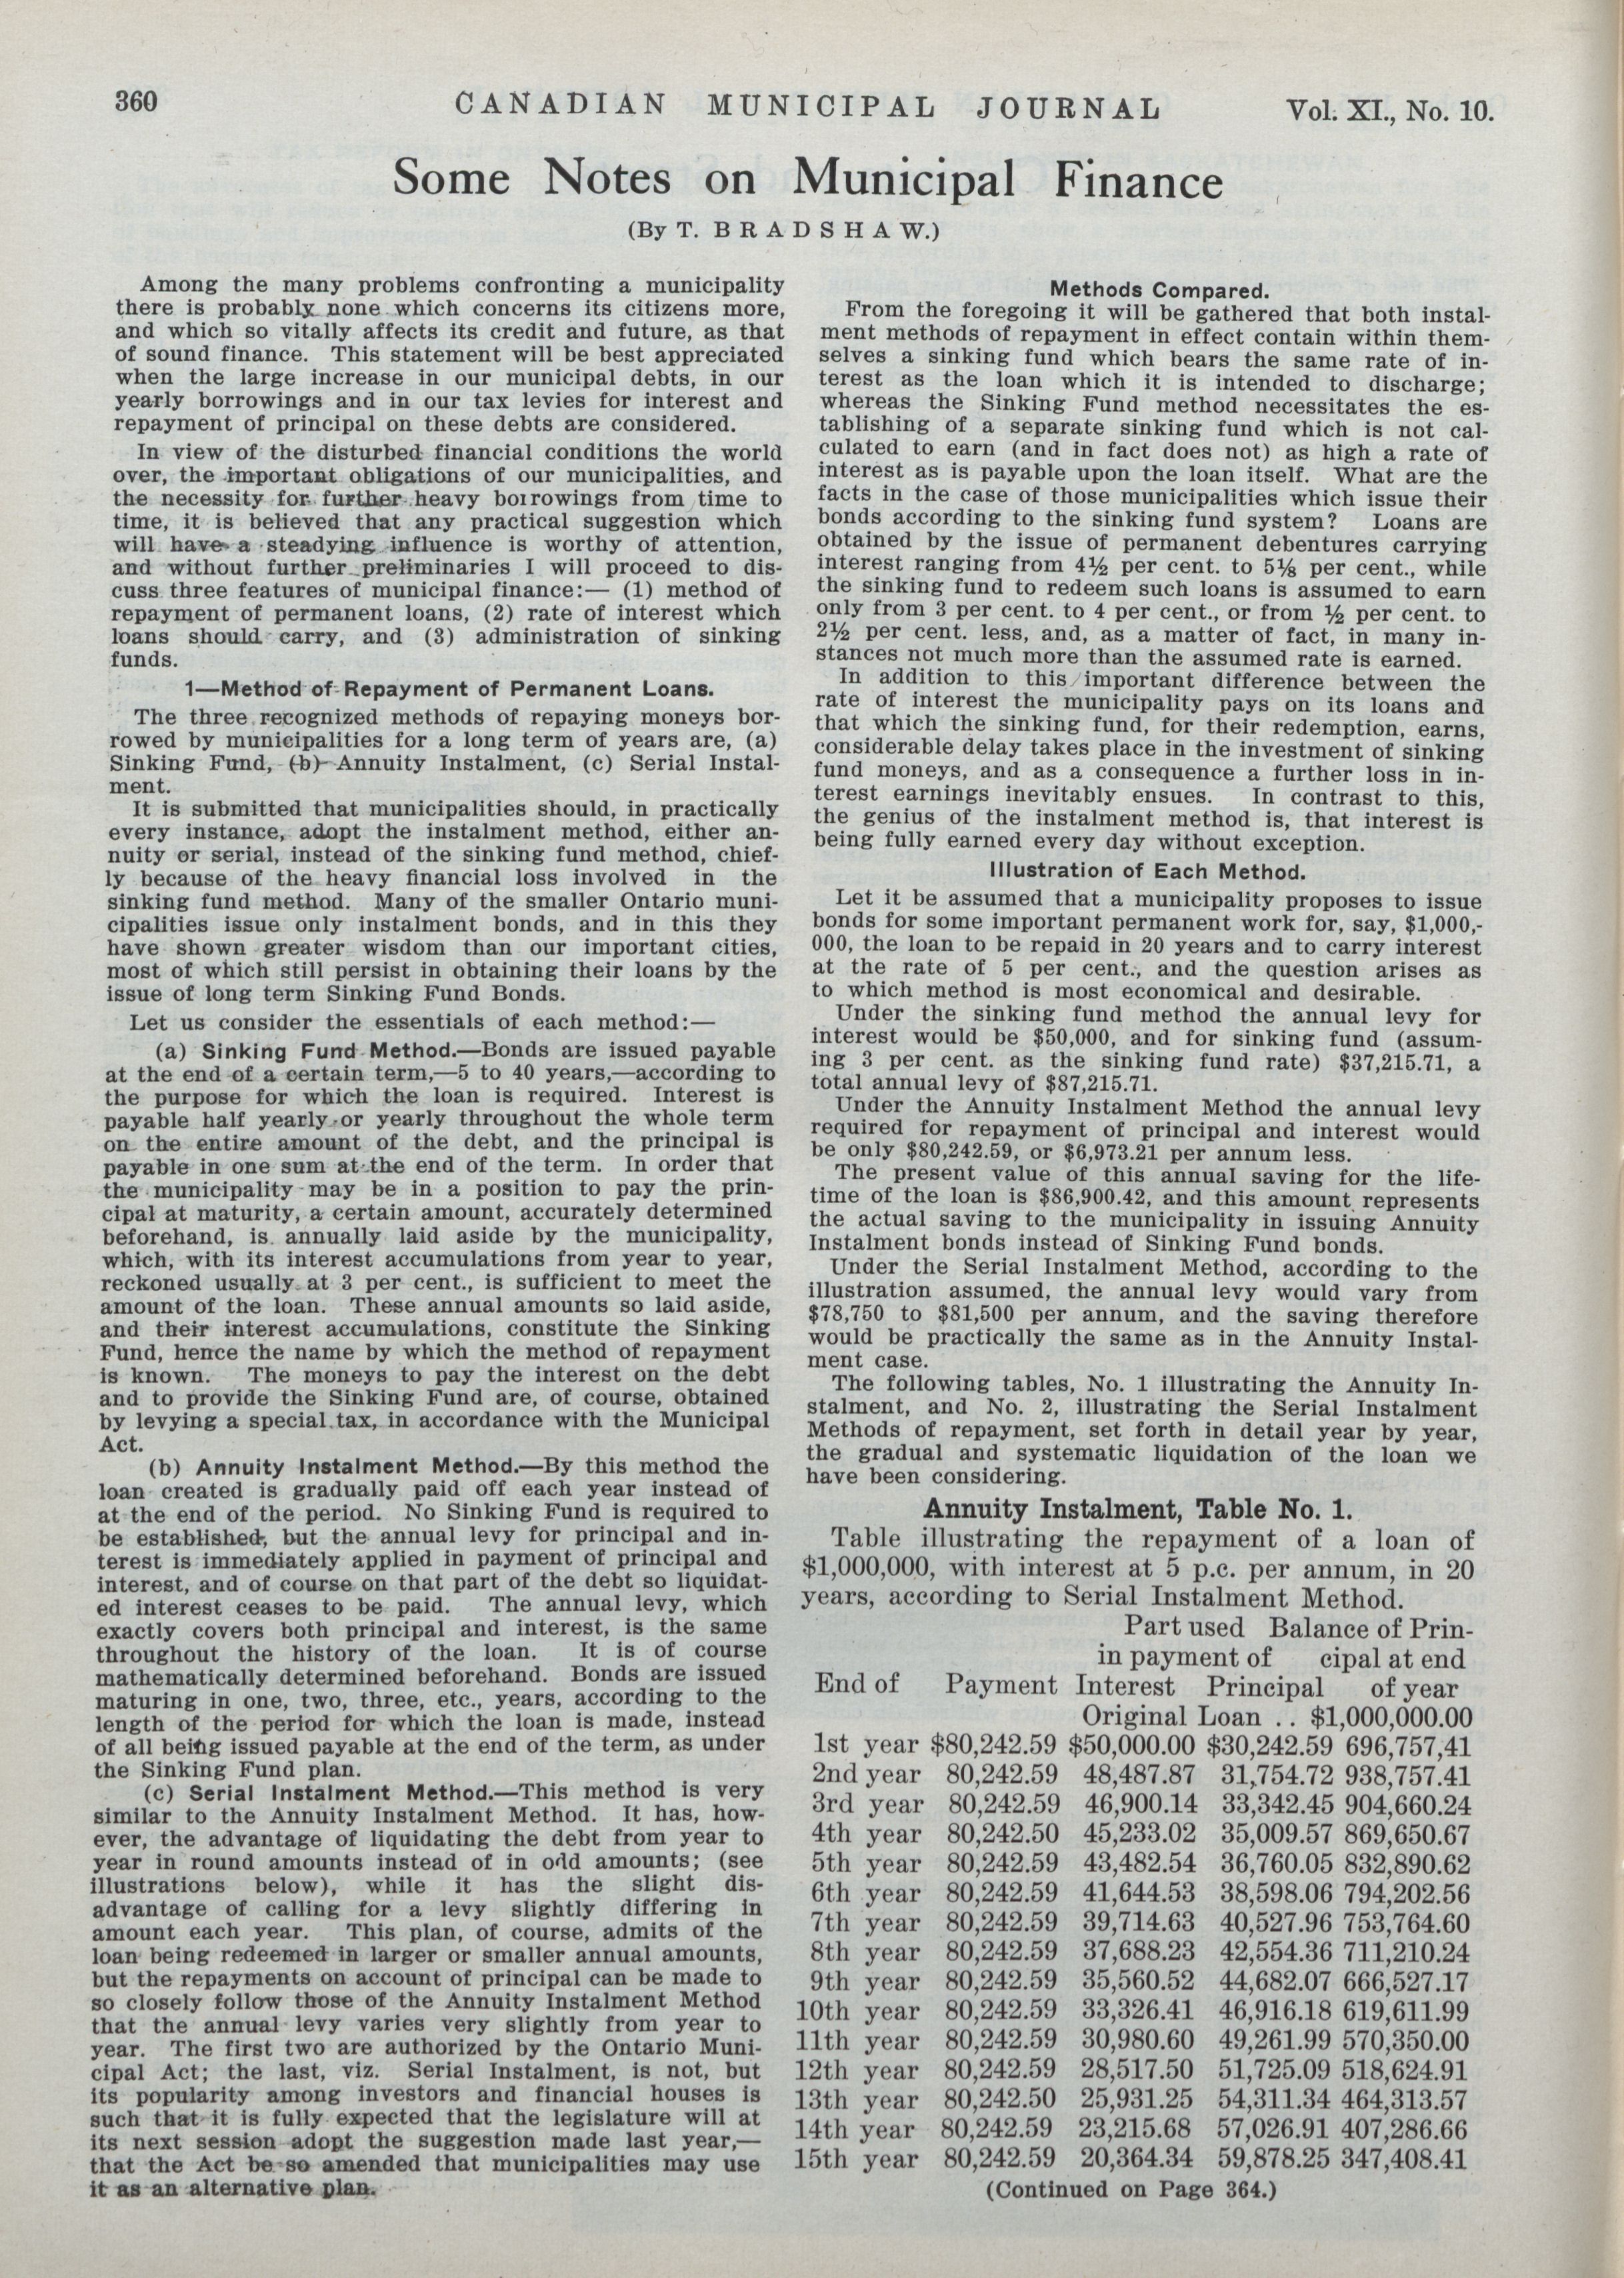 360
CANADIAN MUNICIPAL JOURNAL
Vol. XI., No. 10.
Some Notes on Municipal Finance
(By T. BRADSHAW.)
Among the many problems confronting a municipality
there is probably none which concerns its citizens more,
and which so vitally affects its credit and future, as that
of sound finance. This statement will be best appreciated
when the large increase in our municipal debts, in our
yearly borrowings and in our tax levies for interest and
repayment of principal on these debts are considered.
In view of the disturbed financial conditions the world
over, the important obligations of our municipalities, and
the necessity for further heavy borrowings from time to
time, it is believed that any practical suggestion which
will have a steadying influence is worthy of attention,
and without further preliminaries I will proceed to dis-
cuss three features of municipal finance:— (1) method of
repayment of permanent loans, (2) rate of interest which
loans should carry, and (3) administration of sinking
funds.
1—Method of Repayment of Permanent Loans.
The three recognized methods of repaying moneys bor-
rowed by municipalities for a long term of years are, (a)
Sinking Fund, (b) Annuity Instalment, (c) Serial Instal-
ment.
It is submitted that municipalities should, in practically
every instance, adopt the instalment method, either an-
nuity or serial, instead of the sinking fund method, chief-
ly because of the heavy financial loss involved in the
sinking fund method. Many of the smaller Ontario muni-
cipalities issue only instalment bonds, and in this they
have shown greater wisdom than our important cities,
most of which still persist in obtaining their loans by the
issue of long term Sinking Fund Bonds.
Let us consider the essentials of each method:—
(a) Sinking Fund Method.—Bonds are issued payable
at the end of a certain term,—5 to 40 years,—according to
the purpose for which the loan is required. Interest is
payable half yearly or yearly throughout the whole term
on the entire amount of the debt, and the principal is
payable in one sum at the end of the term. In order that
the municipality may be in a position to pay the prin-
cipal at maturity, a certain amount, accurately determined
beforehand, is annually laid aside by the municipality,
which, with its interest accumulations from year to year,
reckoned usually at 3 per cent., is sufficient to meet the
amount of the loan. These annual amounts so laid aside,
and their interest accumulations, constitute the Sinking
Fund, hence the name by which the method of repayment
is known. The moneys to pay the interest on the debt
and to provide the Sinking Fund are, of course, obtained
by levying a special tax, in accordance with the Municipal
Act.
(b) Annuity Instalment Method.—By this method the
loan created is gradually paid off each year instead of
at the end of the period. No Sinking Fund is required to
be established, but the annual levy for principal and in-
terest is immediately applied in payment of principal and
interest, and of course on that part of the debt so liquidat-
ed interest ceases to be paid. The annual levy, which
exactly covers both principal and interest, is the same
throughout the history of the loan. It is of course
mathematically determined beforehand. Bonds are issued
maturing in one, two, three, etc., years, according to the
length of the period for which the loan is made, instead
of all being issued payable at the end of the term, as under
the Sinking Fund plan.
(c) Serial Instalment Method.—This method is very
similar to the Annuity Instalment Method. It has, how-
ever, the advantage of liquidating the debt from year to
year in round amounts instead of in odd amounts; (see
illustrations below), while it has the slight dis-
advantage of calling for a levy slightly differing in
amount each year. This plan, of course, admits of the
loan being redeemed in larger or smaller annual amounts,
but the repayments on account of principal can be made to
so closely follow those of the Annuity Instalment Method
that the annual levy varies very slightly from year to
year. The first two are authorized by the Ontario Muni-
cipal Act; the last, viz. Serial Instalment, is not, but
its popularity among investors and financial houses is
such that it is fully expected that the legislature will at
its next session adopt the suggestion made last year,—
that the Act be so amended that municipalities may use
it as an alternative plan.
Methods Compared.
From the foregoing it will be gathered that both instal-
ment methods of repayment in effect contain within them-
selves a sinking fund which bears the same rate of in-
terest as the loan which it is intended to discharge;
whereas the Sinking Fund method necessitates the es-
tablishing of a separate sinking fund which is not cal-
culated to earn (and in fact does not) as high a rate of
interest as is payable upon the loan itself. What are the
facts in the case of those municipalities which issue their
bonds according to the sinking fund system? Loans are
obtained by the issue of permanent debentures carrying
interest ranging from 4½ per cent. to 5⅛ per cent., while
the sinking fund to redeem such loans is assumed to earn
only from 3 per cent. to 4 per cent., or from ½ per cent. to
2½ per cent. less, and, as a matter of fact, in many in-
stances not much more than the assumed rate is earned.
In addition to this important difference between the
rate of interest the municipality pays on its loans and
that which the sinking fund, for their redemption, earns,
considerable delay takes place in the investment of sinking
fund moneys, and as a consequence a further loss in in-
terest earnings inevitably ensues. In contrast to this,
the genius of the instalment method is, that interest is
being fully earned every day without exception.
Illustration of Each Method.
Let it be assumed that a municipality proposes to issue
bonds for some important permanent work for, say, $1,000,-
000, the loan to be repaid in 20 years and to carry interest
at the rate of 5 per cent., and the question arises as
to which method is most economical and desirable.
Under the sinking fund method the annual levy for
interest would be $50,000, and for sinking fund (assum-
ing 3 per cent. as the sinking fund rate) $37,215.71, a
total annual levy of $87,215.71.
Under the Annuity Instalment Method the annual levy
required for repayment of principal and interest would
be only $80,242.59, or $6,973.21 per annum less.
The present value of this annual saving for the life-
time of the loan is $86,900.42, and this amount represents
the actual saving to the municipality in issuing Annuity
Instalment bonds instead of Sinking Fund bonds.
Under the Serial Instalment Method, according to the
illustration assumed, the annual levy would vary from
$78,750 to $81,500 per annum, and the saving therefore
would be practically the same as in the Annuity Instal-
ment case.
The following tables, No. 1 illustrating the Annuity In-
stalment, and No. 2, illustrating the Serial Instalment
Methods of repayment, set forth in detail year by year,
the gradual and systematic liquidation of the loan we
have been considering.
Annuity Instalment, Table No. 1.
Table illustrating the repayment of a loan of
$1,000,000, with interest at 5 p.c. per annum, in 20
years, according to Serial Instalment Method.
Part used Balance of Prin-
in payment of cipal at end
End of Payment Interest Principal of year
Original Loan .. $1,000,000.00
1st year $80,242.59 $50,000.00 $30,242.59 696,757,41
2nd year 80,242.59 48,487.87 31,754.72 938,757.41
3rd year 80,242.59 46,900.14 33,342.45 904,660.24
4th year 80,242.50 45,233.02 35,009.57 869,650.67
5th year 80,242.59 43,482.54 36,760.05 832,890.62
6th year 80,242.59 41,644.53 38,598.06 794,202.56
7th year 80,242.59 39,714.63 40,527.96 753,764.60
8th year 80,242.59 37,688.23 42,554.36 711,210.24
9th year 80,242.59 35,560.52 44,682.07 666,527.17
10th year 80,242.59 33,326.41 46,916.18 619,611.99
11th year 80,242.59 30,980.60 49,261.99 570,350.00
12th year 80,242.59 28,517.50 51,725.09 518,624.91
13th year 80,242.50 25,931.25 54,311.34 464,313.57
14th year 80,242.59 23,215.68 57,026.91 407,286.66
15th year 80,242.59 20,364.34 59,878.25 347,408.41
(Continued on Page 364.)